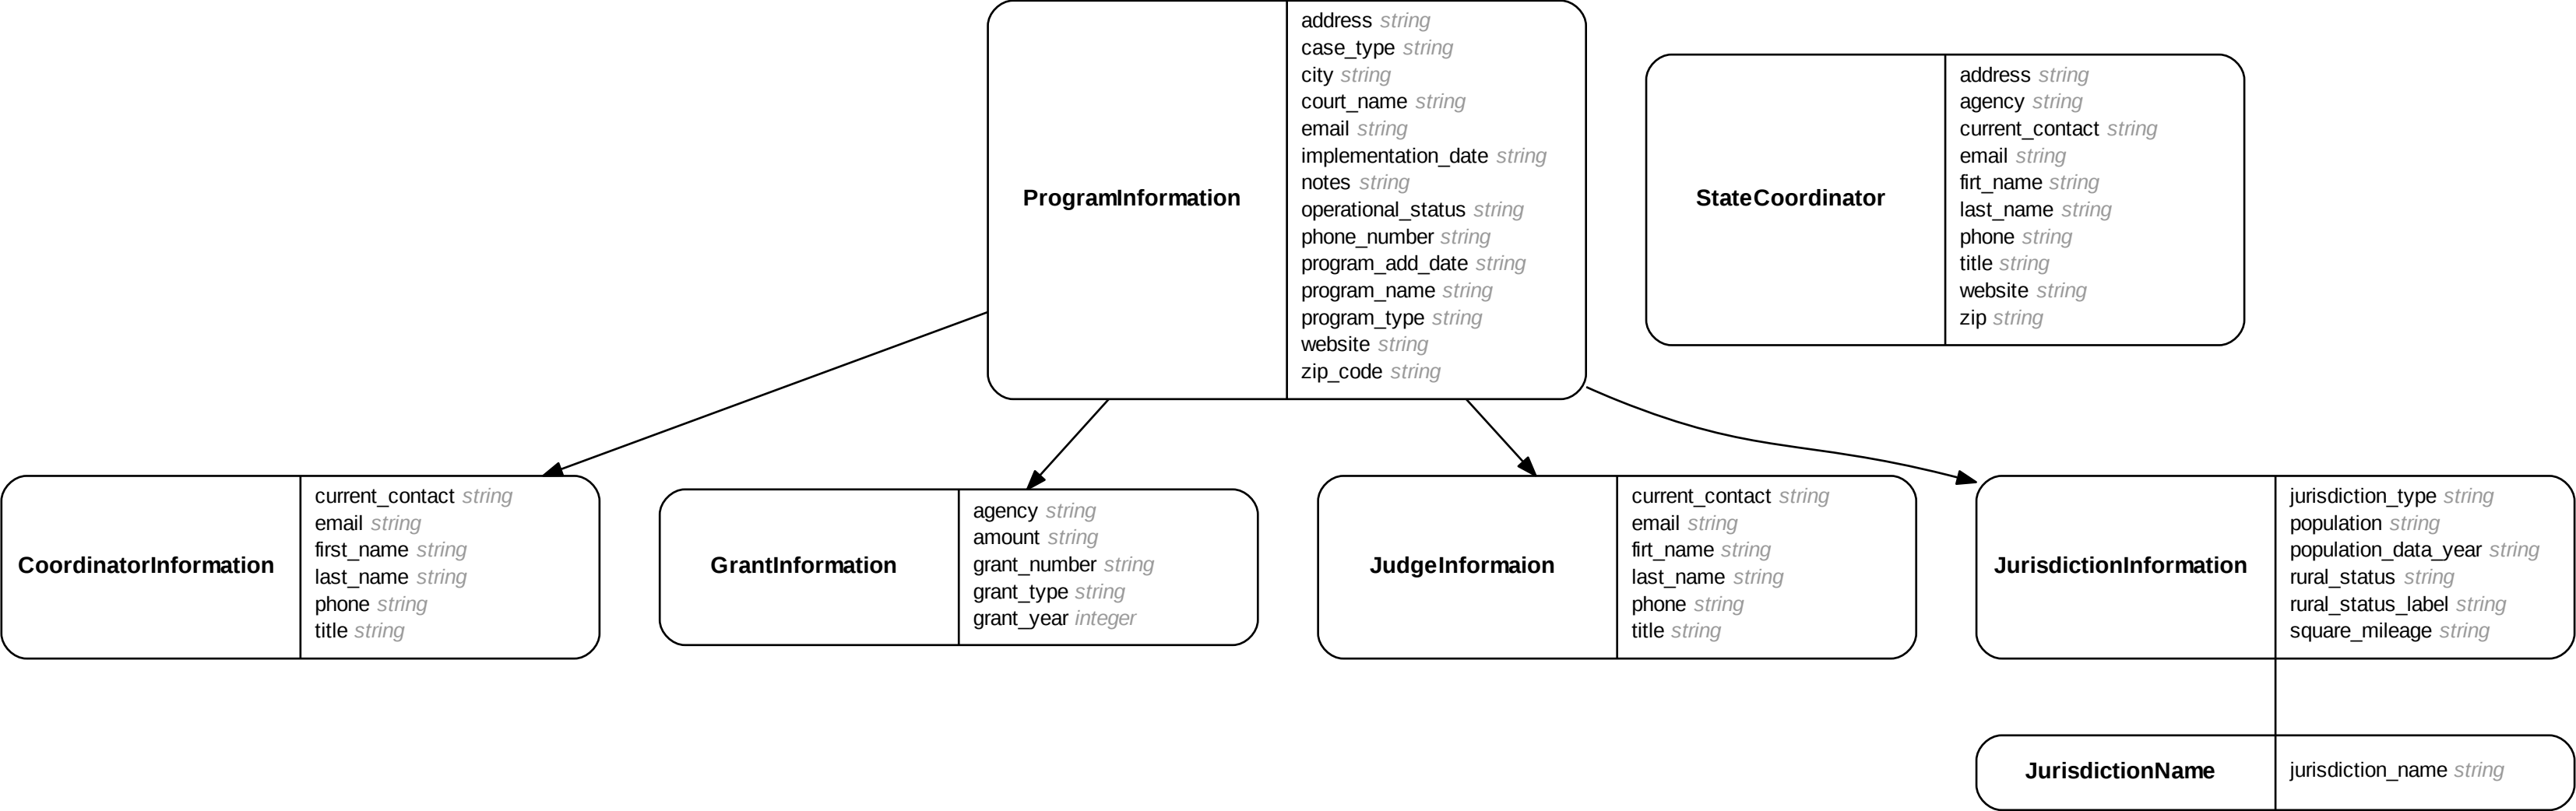 ProgramInformation
address string
case_type string
city string
court_name string
email string
implementation_date string
notes string
operational_status string
phone_number string
program_add_date string
program_name string
program_type string
website string
zip_code string
StateCoordinator
address string
agency string
current_contact string
email string
firt_name string
last_name string
phone string
title string
website string
zip string
CoordinatorInformation
current_contact string
email string
first_name string
last_name string
phone string
title string
GrantInformation
agency string
amount string
grant_number string
grant_type string
grant_year integer
JudgeInformaion
current_contact string
email string
firt_name string
last_name string
phone string
title string
JurisdictionInformation
jurisdiction_type string
population string
population_data_year string
rural_status string
rural_status_label string
square_mileage string
JurisdictionName
jurisdiction_name string